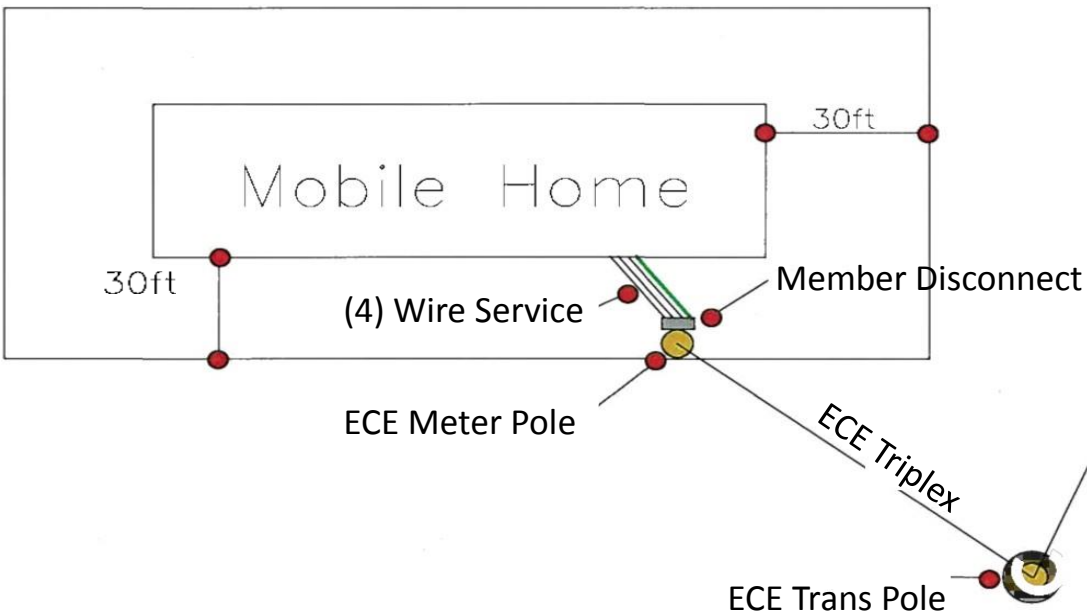 30ft
Mobile Home
30ft
Member Disconnect
(4) Wire Service
ECE Meter Pole
ECE Triplex
ECE Trans Pole